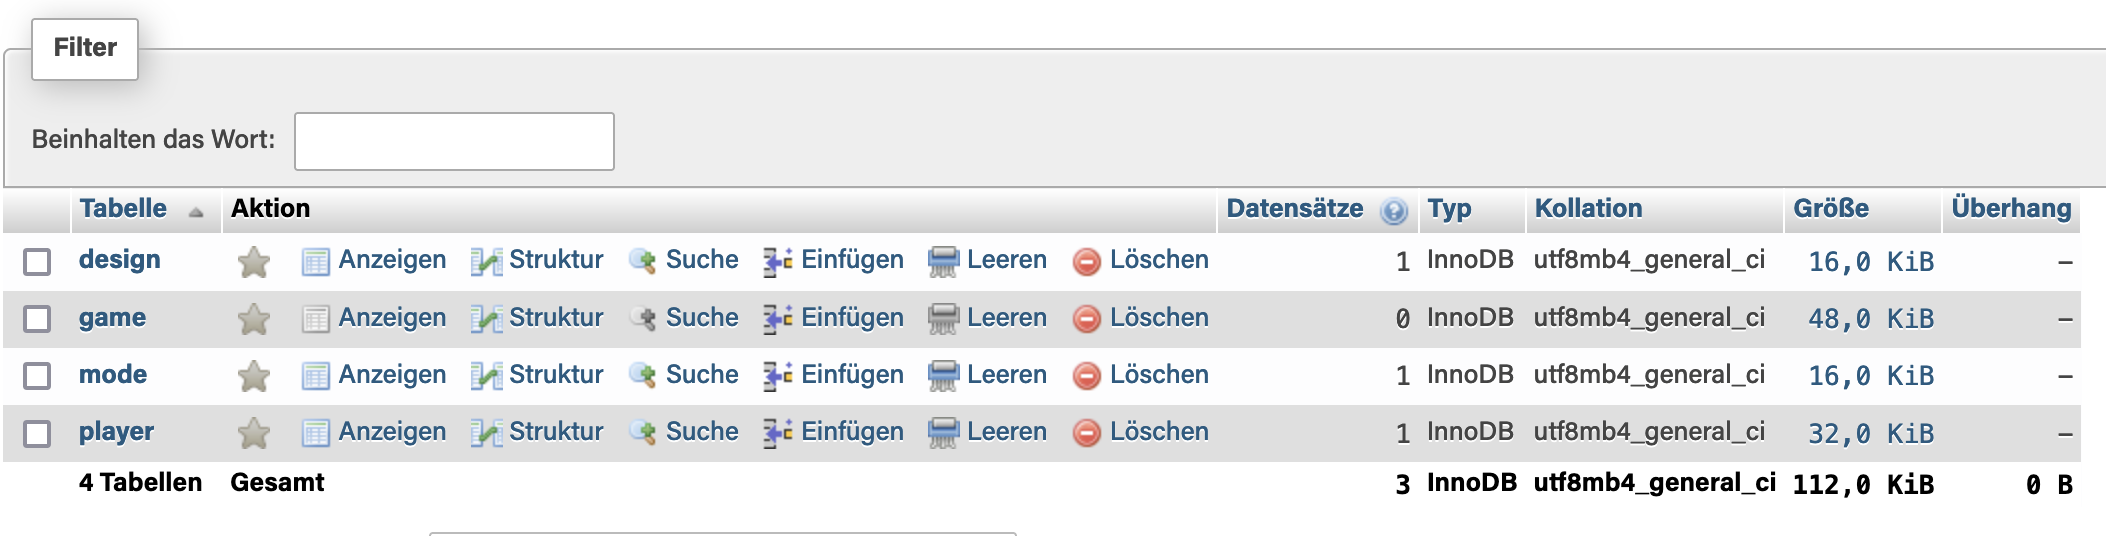 Filter
Beinhalten das Wort:
Tabelle Aktion Datensätze Typ Kollation Größe Überhang
design Anzeigen Struktur Suche Einfügen Leeren Löschen 1 InnoDB utf8mb4_general_ci 16,0 KiB –
game Anzeigen Struktur Suche Einfügen Leeren Löschen 0 InnoDB utf8mb4_general_ci 48,0 KiB –
mode Anzeigen Struktur Suche Einfügen Leeren Löschen 1 InnoDB utf8mb4_general_ci 16,0 KiB –
player Anzeigen Struktur Suche Einfügen Leeren Löschen 1 InnoDB utf8mb4_general_ci 32,0 KiB –
4 Tabellen Gesamt 3 InnoDB utf8mb4_general_ci 112,0 KiB 0 B